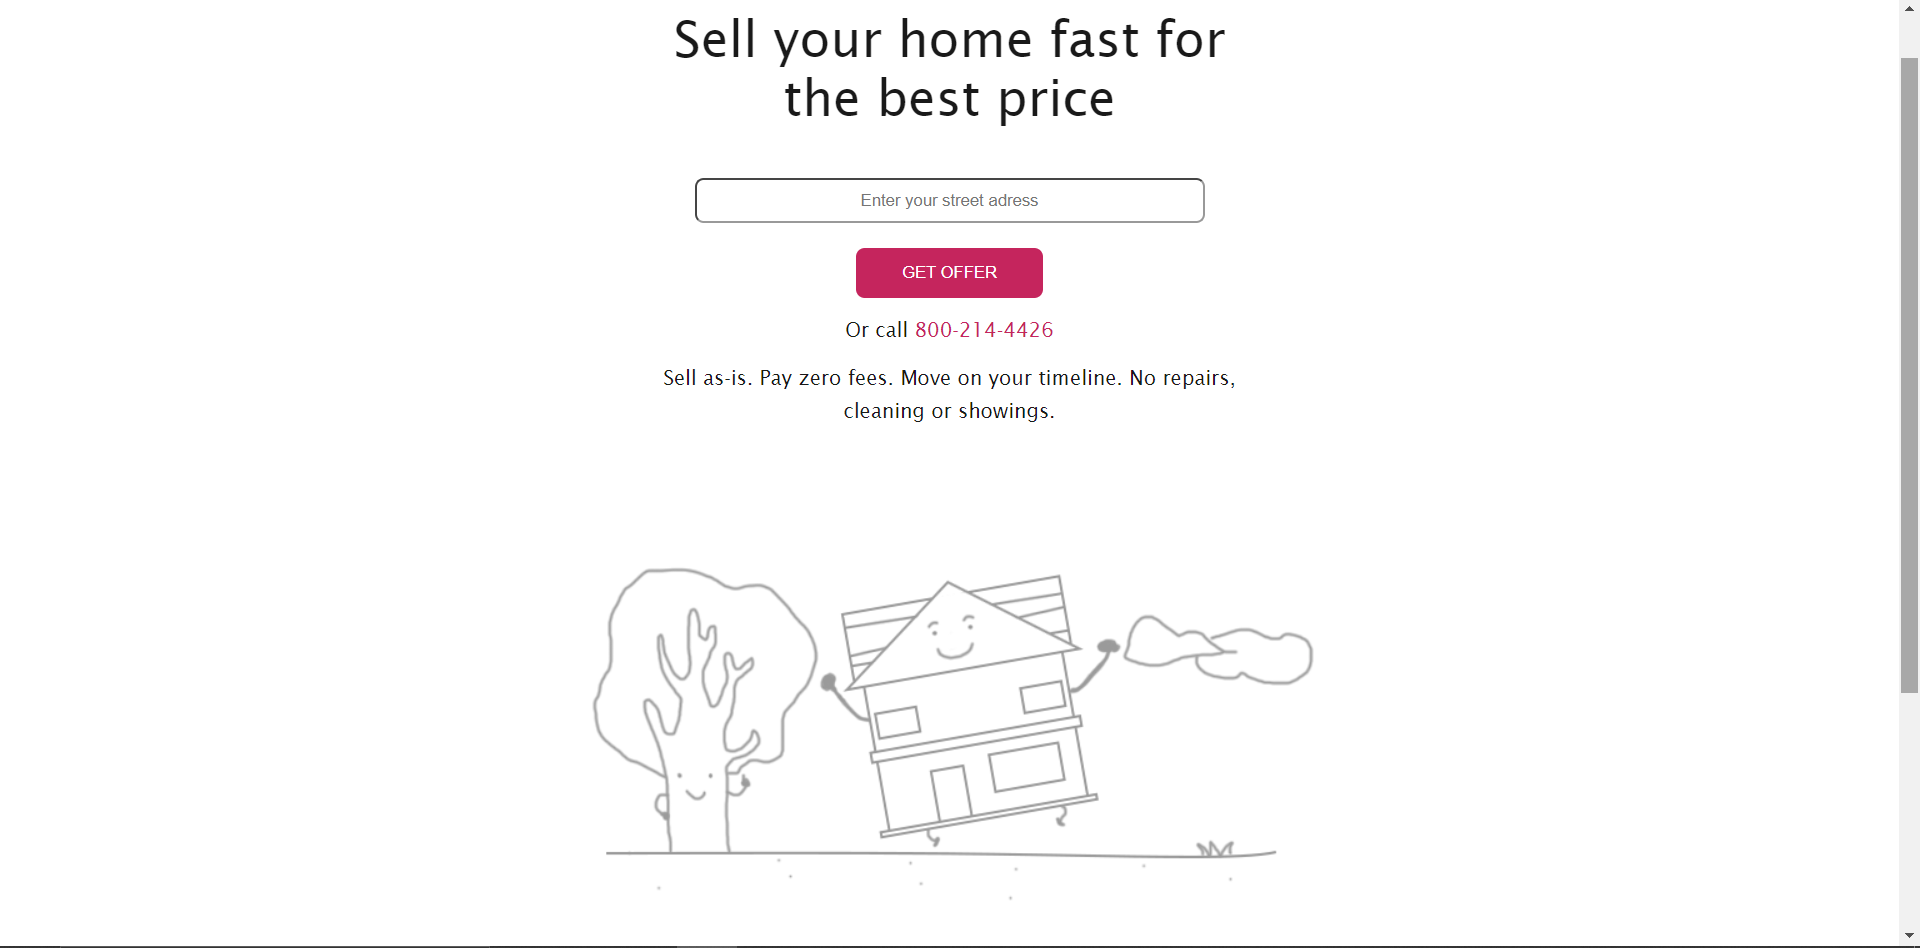 Sell your home fast for
the best price
Enter your street adress
GET OFFER
Or call 800-214-4426
Sell as-is. Pay zero fees. Move on your timeline. No repairs,
cleaning or showings.